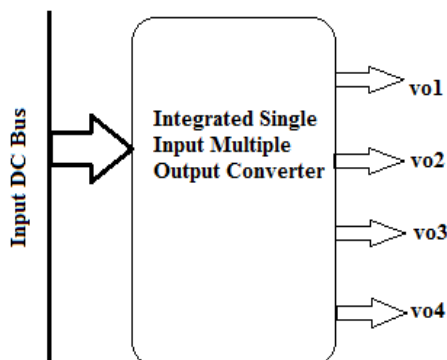 Input DC Bus
Integrated Single
Input Multiple
Output Converter
vo1
vo2
vo3
vo4